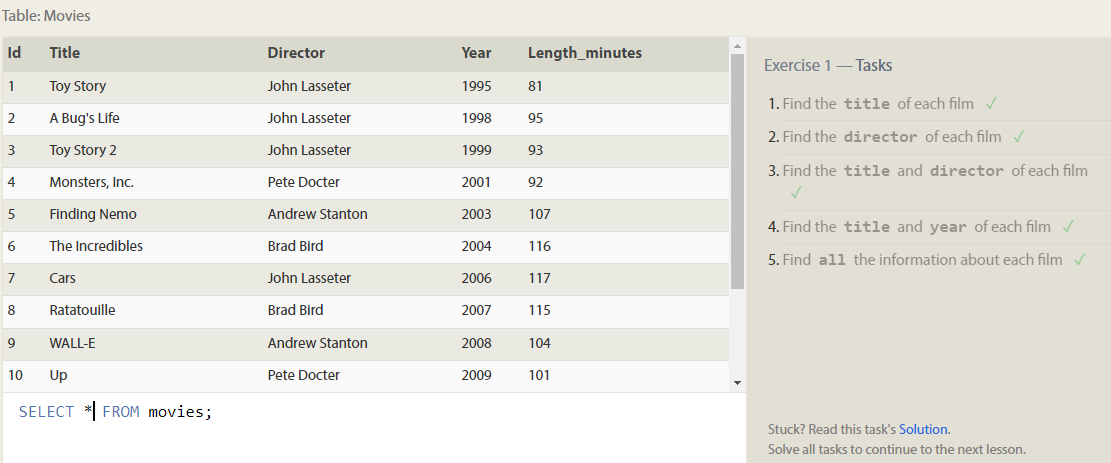 Table: Movies
Id Title Director Year Length_minutes
1 Toy Story John Lasseter 1995 81
2 A Bug's Life John Lasseter 1998 95
3 Toy Story 2 John Lasseter 1999 93
4 Monsters, Inc. Pete Docter 2001 92
5 Finding Nemo Andrew Stanton 2003 107
6 The Incredibles Brad Bird 2004 116
7 Cars John Lasseter 2006 117
8 Ratatouille Brad Bird 2007 115
9 WALL-E Andrew Stanton 2008 104
10 Up Pete Docter 2009 101
SELECT * FROM movies;
Exercise 1 — Tasks
1. Find the title of each film ✓
2. Find the director of each film ✓
3. Find the title and director of each film
✓
4. Find the title and year of each film ✓
5. Find all the information about each film ✓
Stuck? Read this task's Solution.
Solve all tasks to continue to the next lesson.